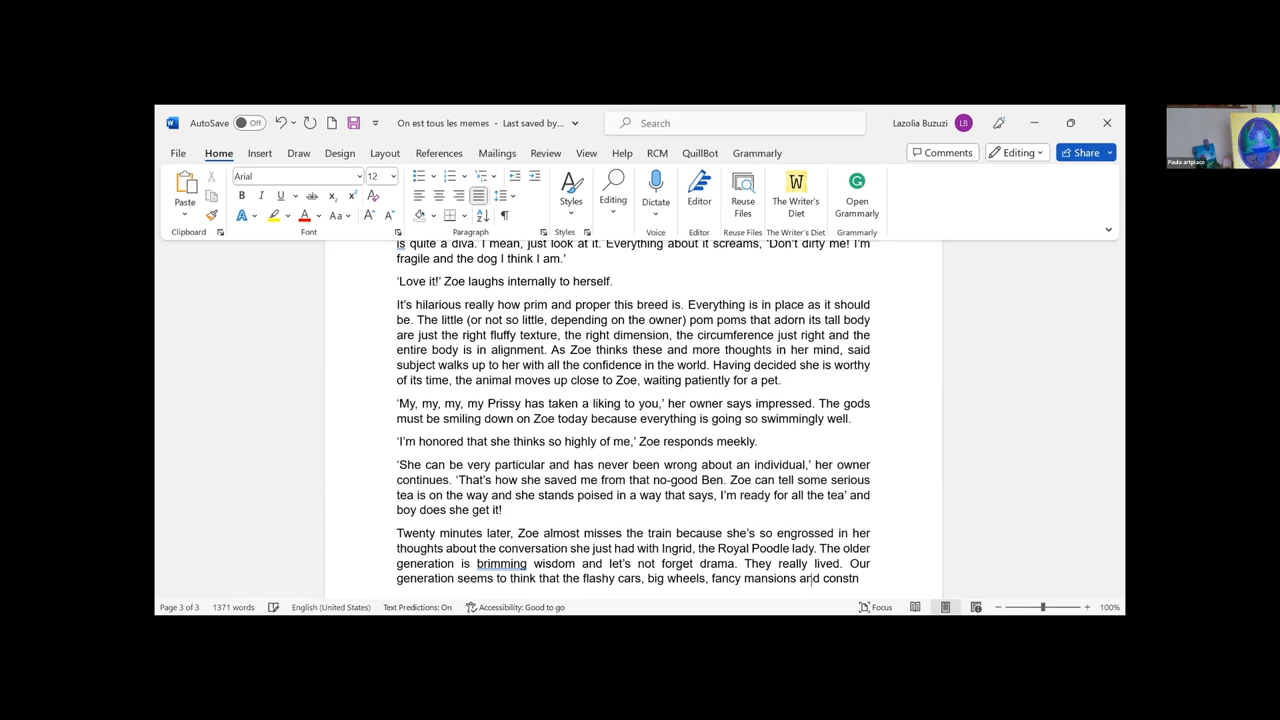 AutoSave Off On est tous les memes - Last saved by... Search Lazolia Buzuzi LB
File Home Insert Draw Design Layout References Mailings Review View Help RCM QuillBot Grammarly Comments Editing Share
Arial 12
Paste B I U ab x₂ x² A Aa A A Styles Editing Dictate Editor Reuse Files The Writer's Diet Open Grammarly
Clipboard Font Paragraph Styles Voice Editor Reuse Files The Writer's Diet Grammarly
Paula artplace
is quite a diva. I mean, just look at it. Everything about it screams, ‘Don’t dirty me! I’m
fragile and the dog I think I am.’
‘Love it!’ Zoe laughs internally to herself.
It’s hilarious really how prim and proper this breed is. Everything is in place as it should
be. The little (or not so little, depending on the owner) pom poms that adorn its tall body
are just the right fluffy texture, the right dimension, the circumference just right and the
entire body is in alignment. As Zoe thinks these and more thoughts in her mind, said
subject walks up to her with all the confidence in the world. Having decided she is worthy
of its time, the animal moves up close to Zoe, waiting patiently for a pet.
‘My, my, my, my Prissy has taken a liking to you,’ her owner says impressed. The gods
must be smiling down on Zoe today because everything is going so swimmingly well.
‘I’m honored that she thinks so highly of me,’ Zoe responds meekly.
‘She can be very particular and has never been wrong about an individual,’ her owner
continues. ‘That’s how she saved me from that no-good Ben. Zoe can tell some serious
tea is on the way and she stands poised in a way that says, I’m ready for all the tea’ and
boy does she get it!
Twenty minutes later, Zoe almost misses the train because she’s so engrossed in her
thoughts about the conversation she just had with Ingrid, the Royal Poodle lady. The older
generation is brimming wisdom and let’s not forget drama. They really lived. Our
generation seems to think that the flashy cars, big wheels, fancy mansions and constn
Page 3 of 3 1371 words English (United States) Text Predictions: On Accessibility: Good to go Focus 100%